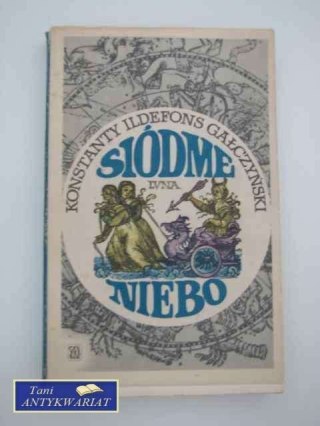 KONSTANTY ILDEFONS GAŁCZYŃSKI
SIÓDME
LVNA
NIEBO
Tani
ANTYKWARIAT